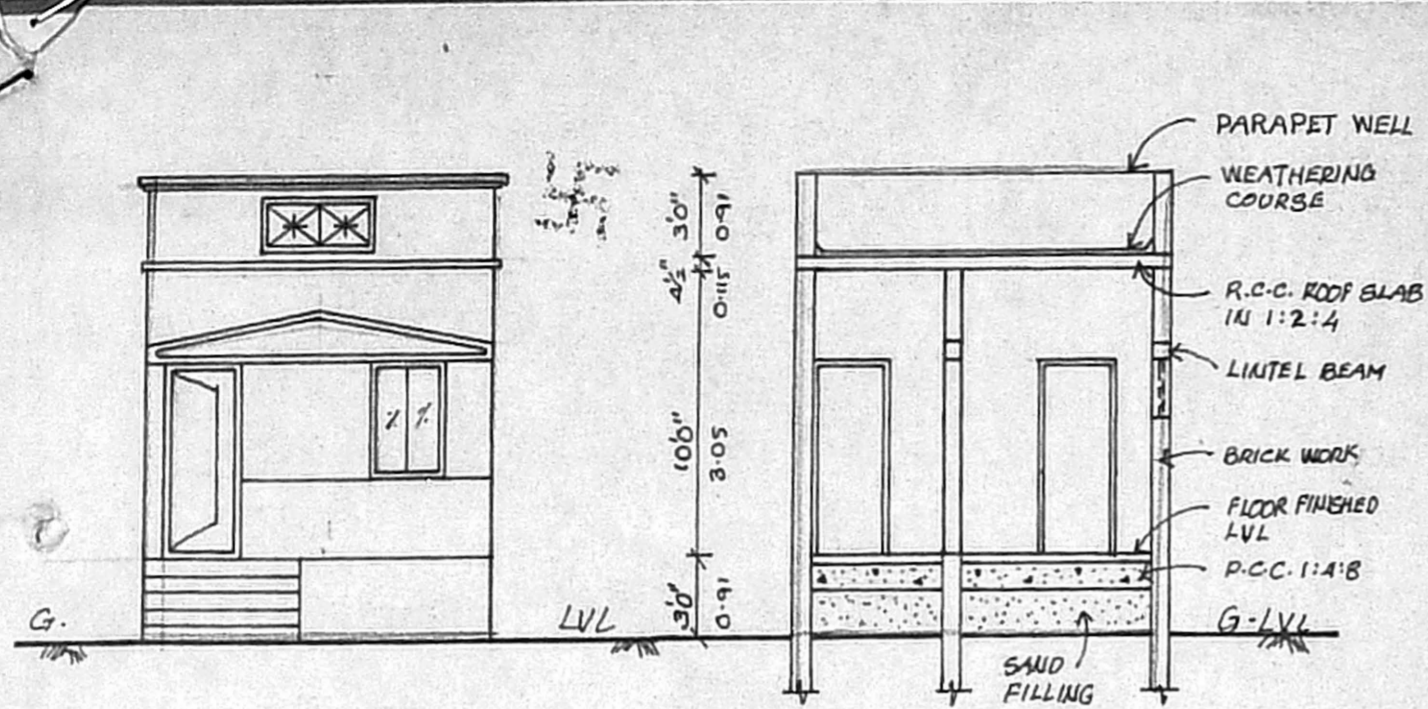 PARAPET WELL
WEATHERING
COURSE
R.C.C. ROOF SLAB
IN 1:2:4
LINTEL BEAM
BRICK WORK
FLOOR FINISHED
LVL
P.C.C. 1:4:8
G-LVL
SAND
FILLING
3'0"
0.91
4½"
0.115
10'0"
3.05
3'0"
0.91
G.
LVL